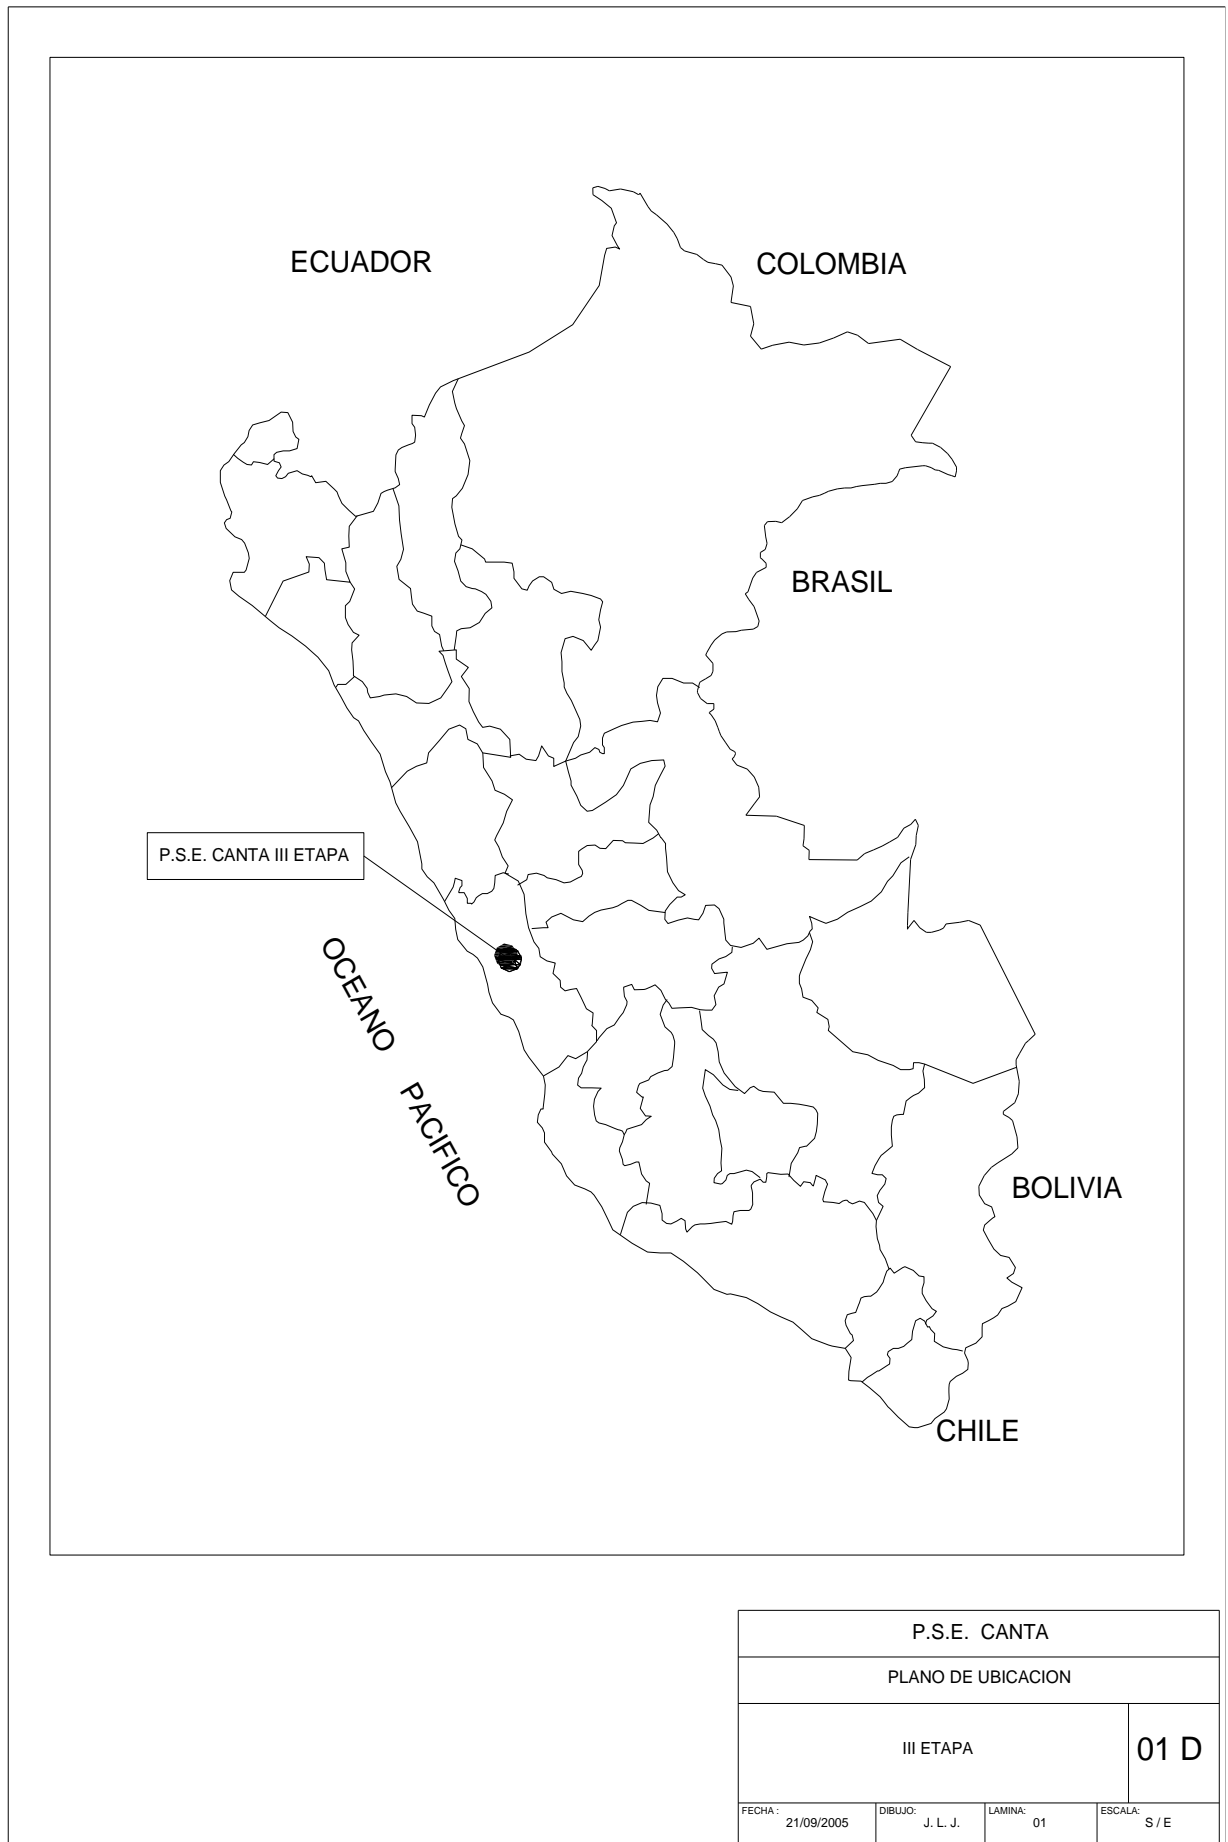 ECUADOR
COLOMBIA
BRASIL
P.S.E. CANTA III ETAPA
OCEANO PACIFICO
BOLIVIA
CHILE
P.S.E. CANTA
PLANO DE UBICACION
III ETAPA
01 D
FECHA : 21/09/2005
DIBUJO: J. L. J.
LAMINA: 01
ESCALA: S / E